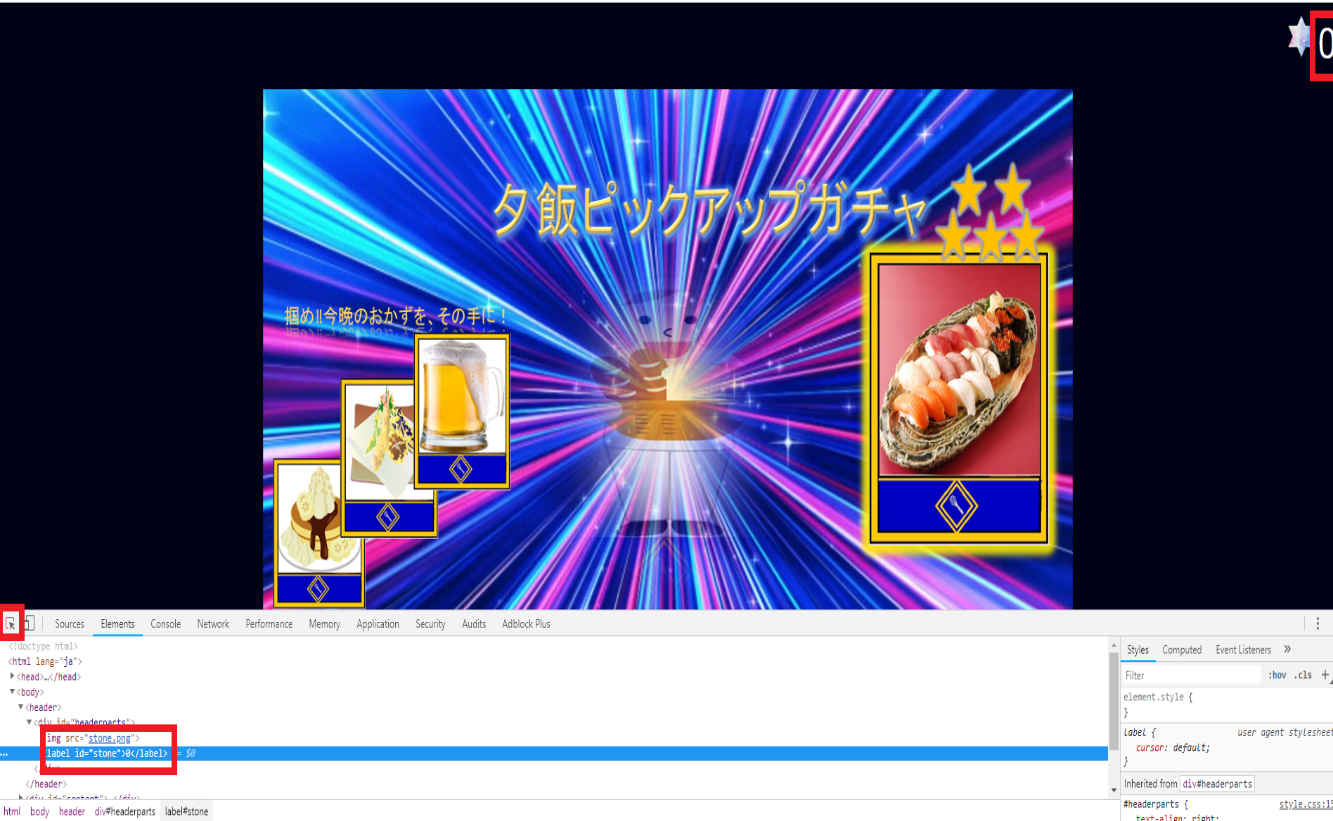 0
夕飯ピックアップガチャ
掴め!!今晩のおかずを、その手に!
Sources Elements Console Network Performance Memory Application Security Audits Adblock Plus
<!doctype html>
<html lang="ja">
<head>…</head>
<body>
<header>
<div id="headerparts">
img src="stone.png">
label id="stone">0</label> = $0
</header>
<div id="content">…</div>
html body header div#headerparts label#stone
Styles Computed Event Listeners »
Filter :hov .cls +
element.style {
}
label { user agent stylesheet
cursor: default;
}
Inherited from div#headerparts
#headerparts { style.css:15
text-align: right;